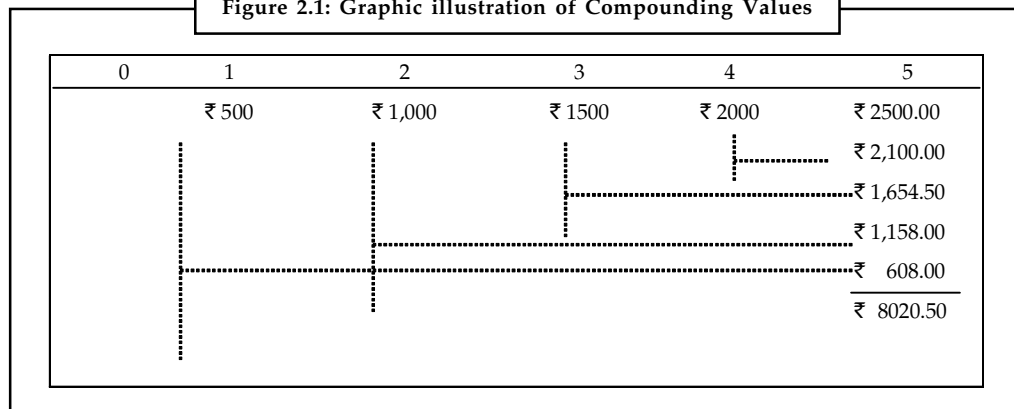 Figure 2.1: Graphic illustration of Compounding Values
0 1 2 3 4 5
₹ 500 ₹ 1,000 ₹ 1500 ₹ 2000 ₹ 2500.00
₹ 2,100.00
₹ 1,654.50
₹ 1,158.00
₹ 608.00
₹ 8020.50